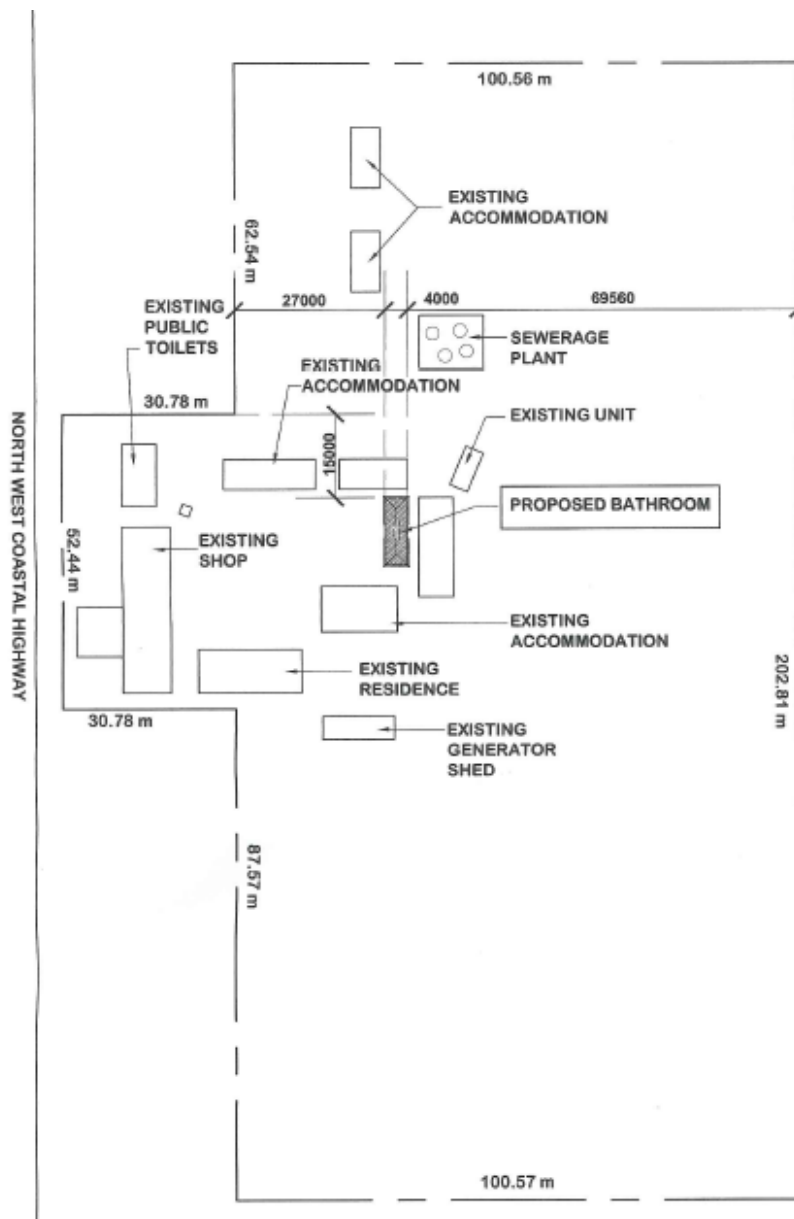 100.56 m
EXISTING
ACCOMMODATION
62.54 m
EXISTING
PUBLIC
TOILETS
27000
4000
69560
SEWERAGE
PLANT
EXISTING
ACCOMMODATION
30.78 m
15000
EXISTING UNIT
PROPOSED BATHROOM
NORTH WEST COASTAL HIGHWAY
52.44 m
EXISTING
SHOP
EXISTING
ACCOMMODATION
EXISTING
RESIDENCE
202.81 m
30.78 m
EXISTING
GENERATOR
SHED
87.57 m
100.57 m